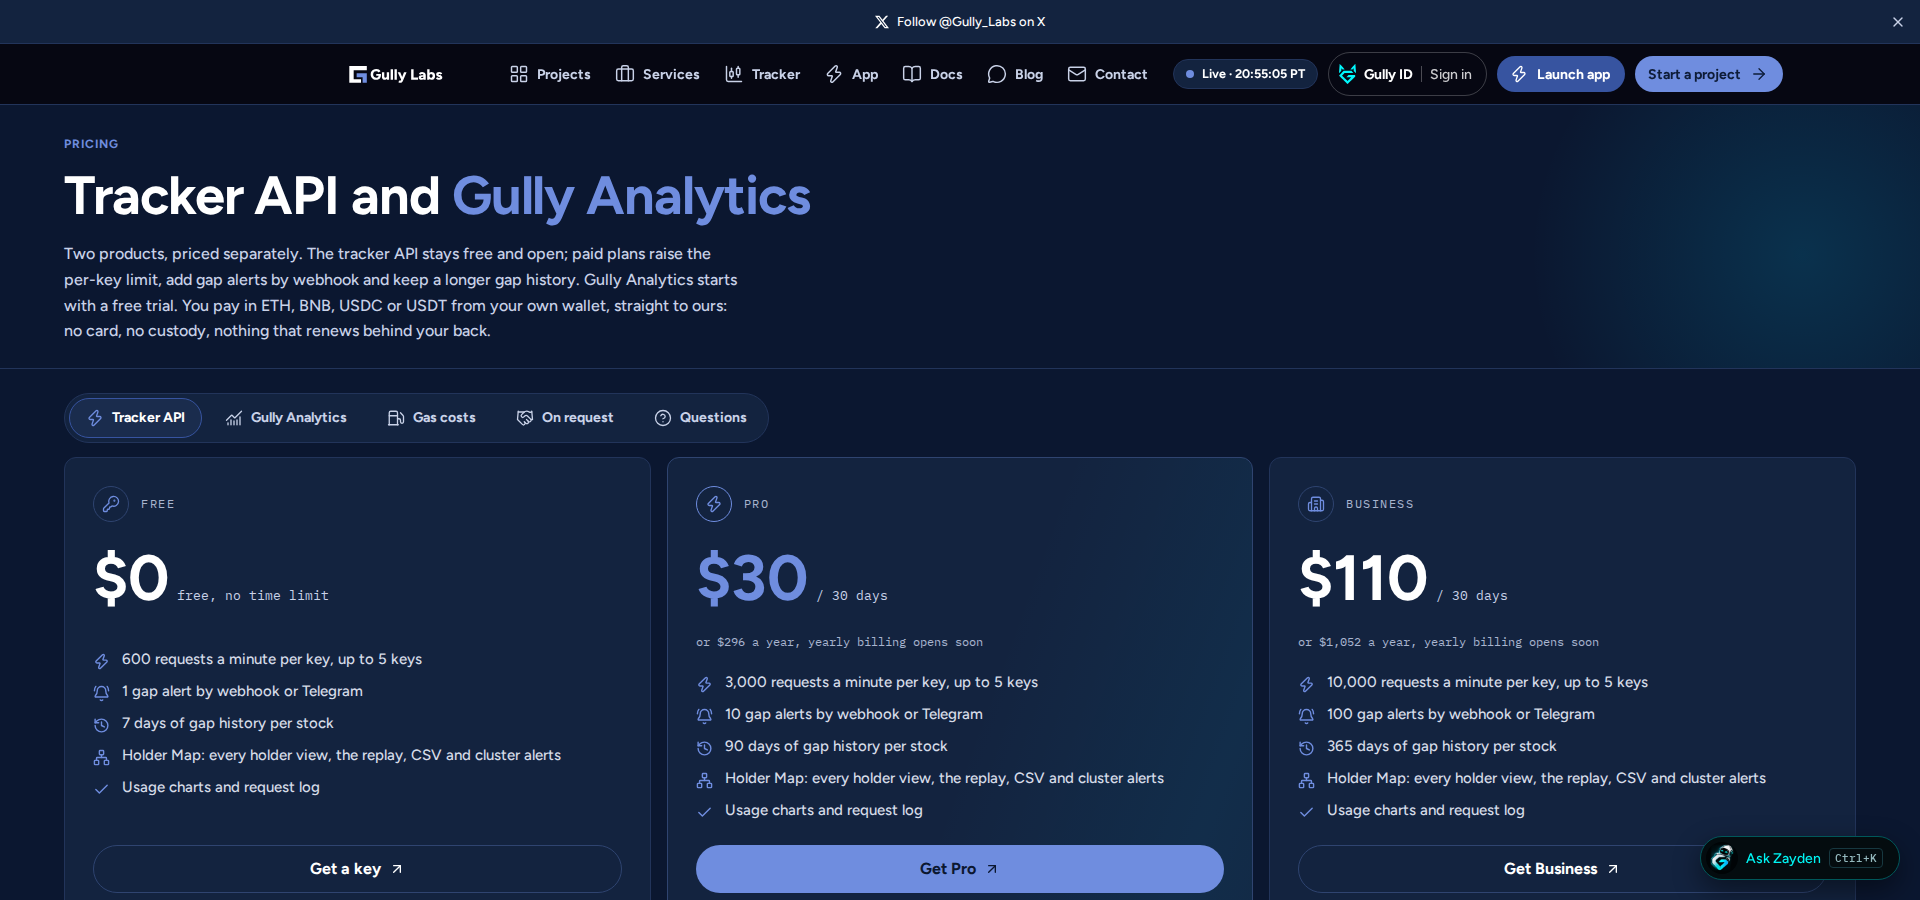 Follow @Gully_Labs on X
Gully Labs
Projects
Services
Tracker
App
Docs
Blog
Contact
Live · 20:55:05 PT
Gully ID
Sign in
Launch app
Start a project
PRICING
Tracker API and Gully Analytics
Two products, priced separately. The tracker API stays free and open; paid plans raise the
per-key limit, add gap alerts by webhook and keep a longer gap history. Gully Analytics starts
with a free trial. You pay in ETH, BNB, USDC or USDT from your own wallet, straight to ours:
no card, no custody, nothing that renews behind your back.
Tracker API
Gully Analytics
Gas costs
On request
Questions
FREE
$0 free, no time limit
600 requests a minute per key, up to 5 keys
1 gap alert by webhook or Telegram
7 days of gap history per stock
Holder Map: every holder view, the replay, CSV and cluster alerts
Usage charts and request log
Get a key
PRO
$30 / 30 days
or $296 a year, yearly billing opens soon
3,000 requests a minute per key, up to 5 keys
10 gap alerts by webhook or Telegram
90 days of gap history per stock
Holder Map: every holder view, the replay, CSV and cluster alerts
Usage charts and request log
Get Pro
BUSINESS
$110 / 30 days
or $1,052 a year, yearly billing opens soon
10,000 requests a minute per key, up to 5 keys
100 gap alerts by webhook or Telegram
365 days of gap history per stock
Holder Map: every holder view, the replay, CSV and cluster alerts
Usage charts and request log
Get Business
Ask Zayden Ctrl+K